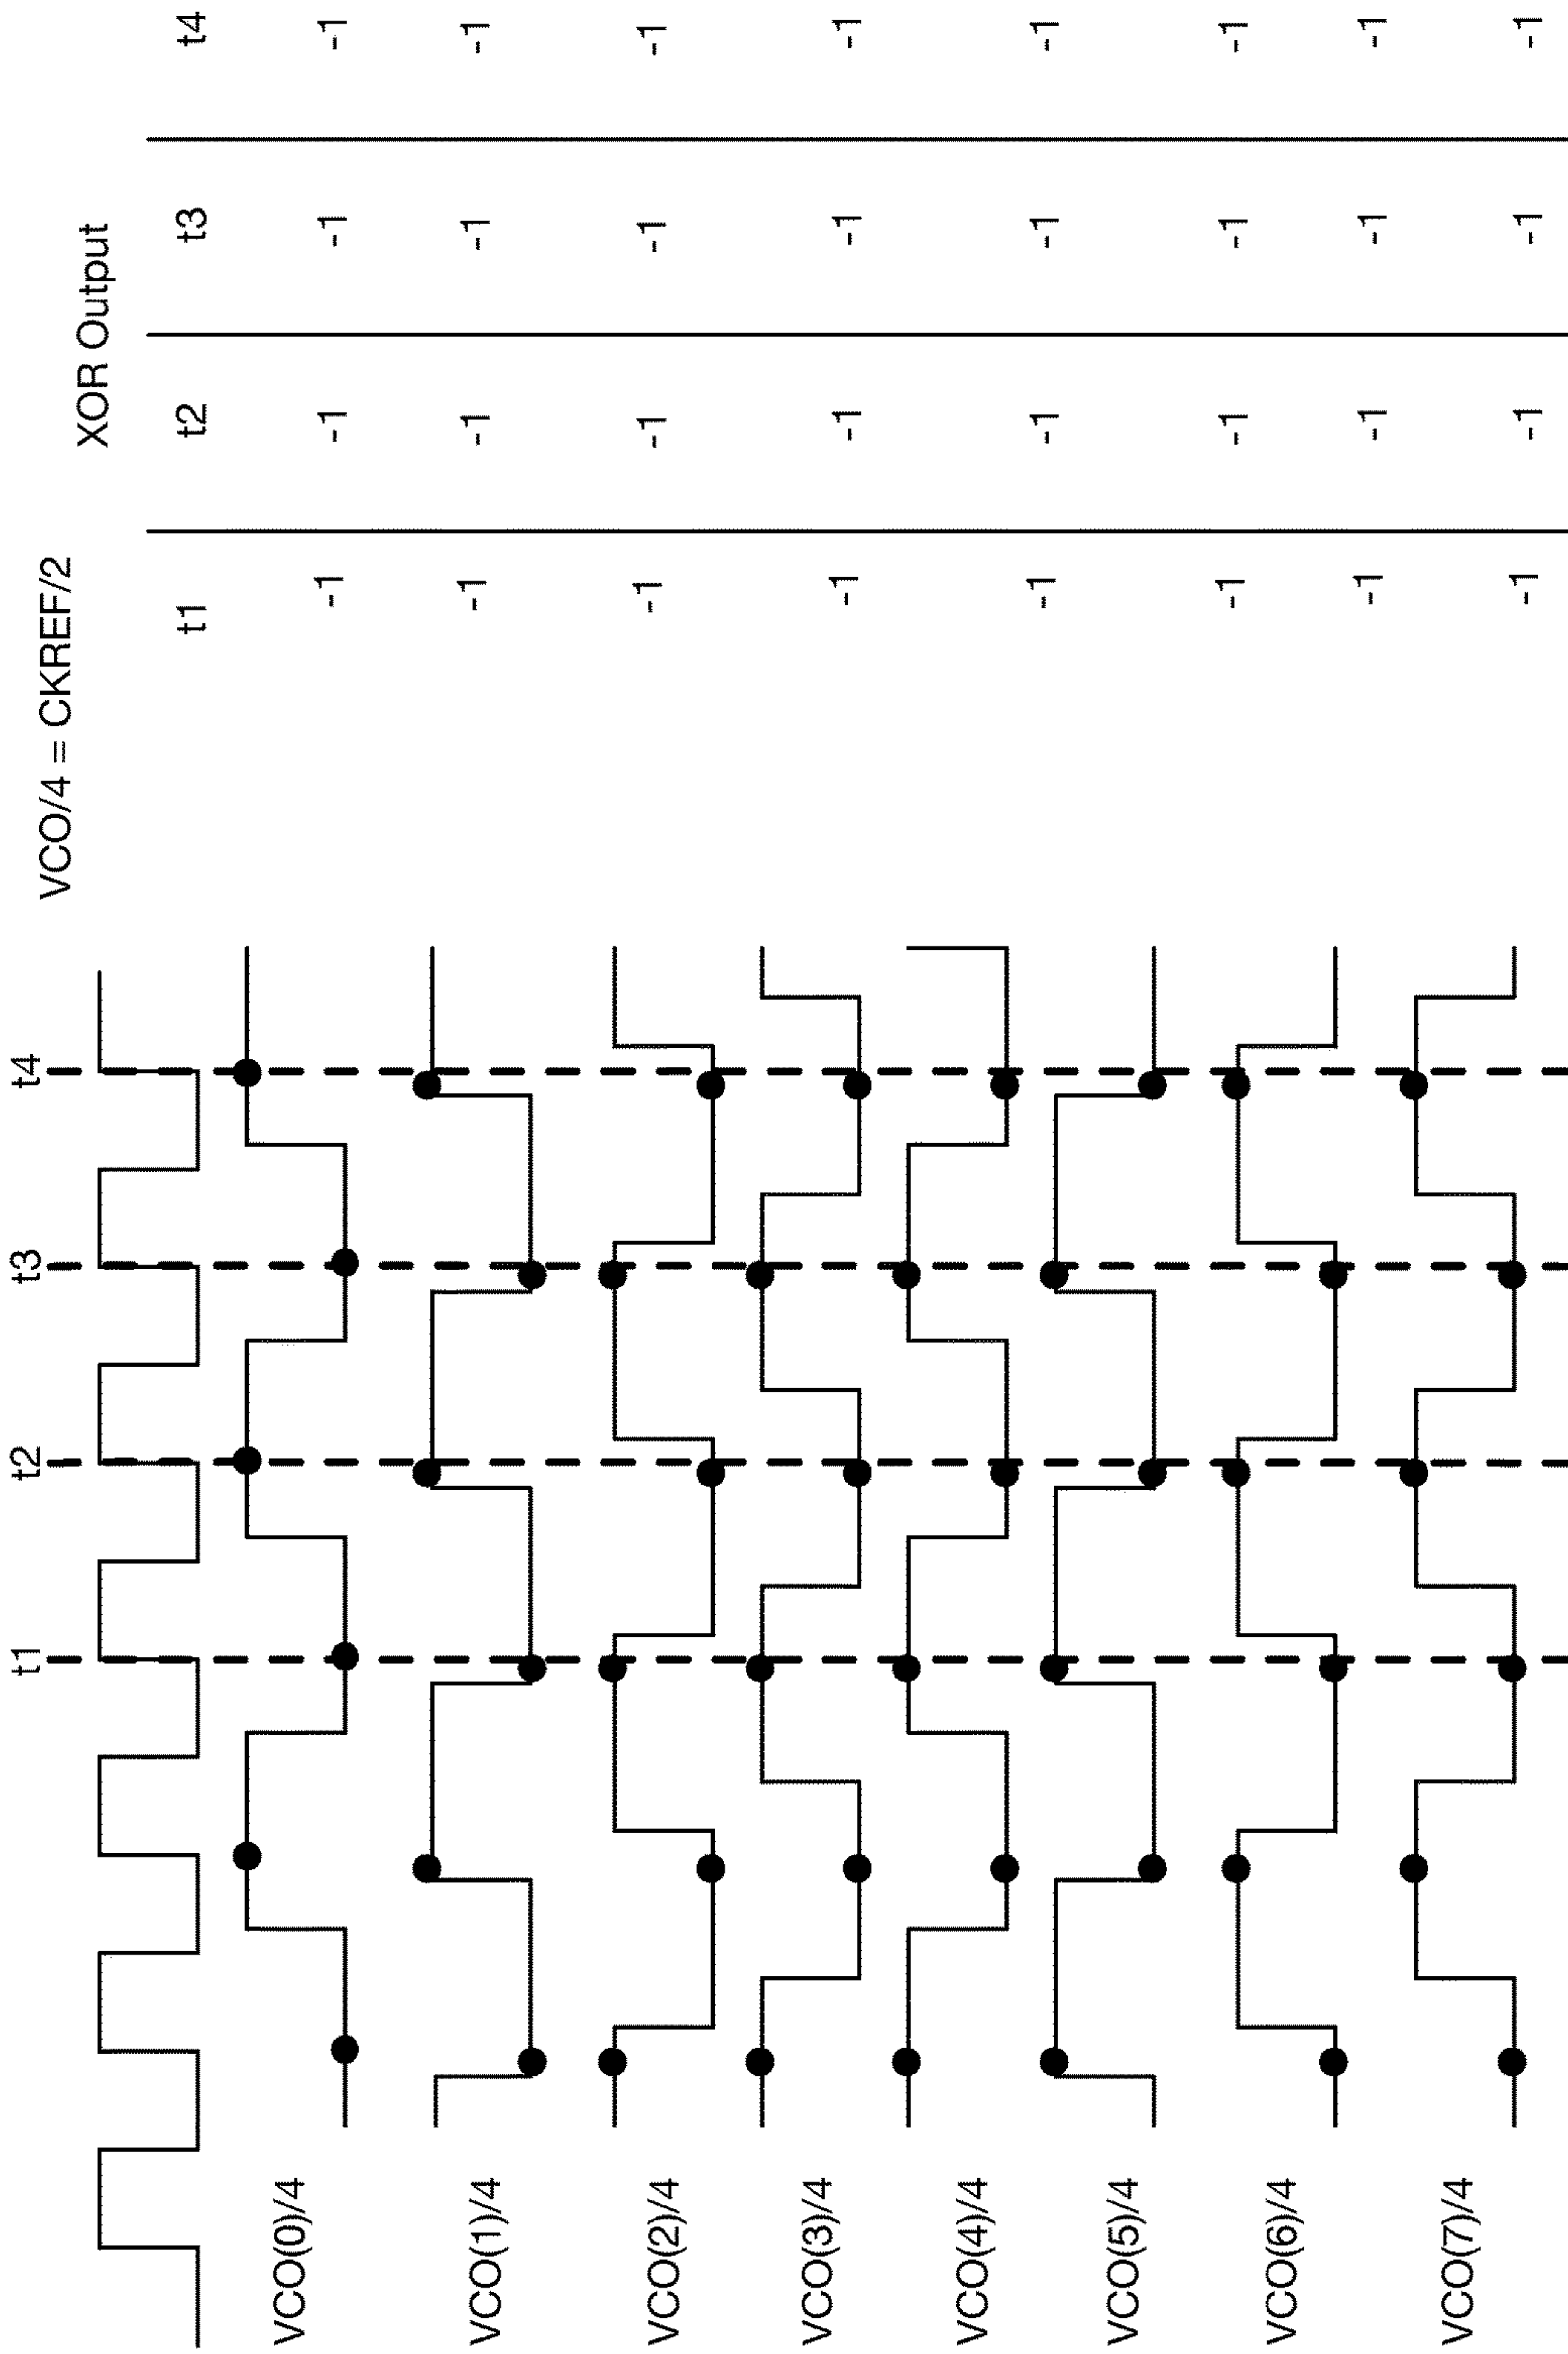 VCO/4 = CKREF/2
t1 t2 t3 t4
XOR Output
t1 t2 t3 t4
VCO(0)/4 -1 -1 -1 -1
VCO(1)/4 -1 -1 -1 -1
VCO(2)/4 -1 -1 -1 -1
VCO(3)/4 -1 -1 -1 -1
VCO(4)/4 -1 -1 -1 -1
VCO(5)/4 -1 -1 -1 -1
VCO(6)/4 -1 -1 -1 -1
VCO(7)/4 -1 -1 -1 -1